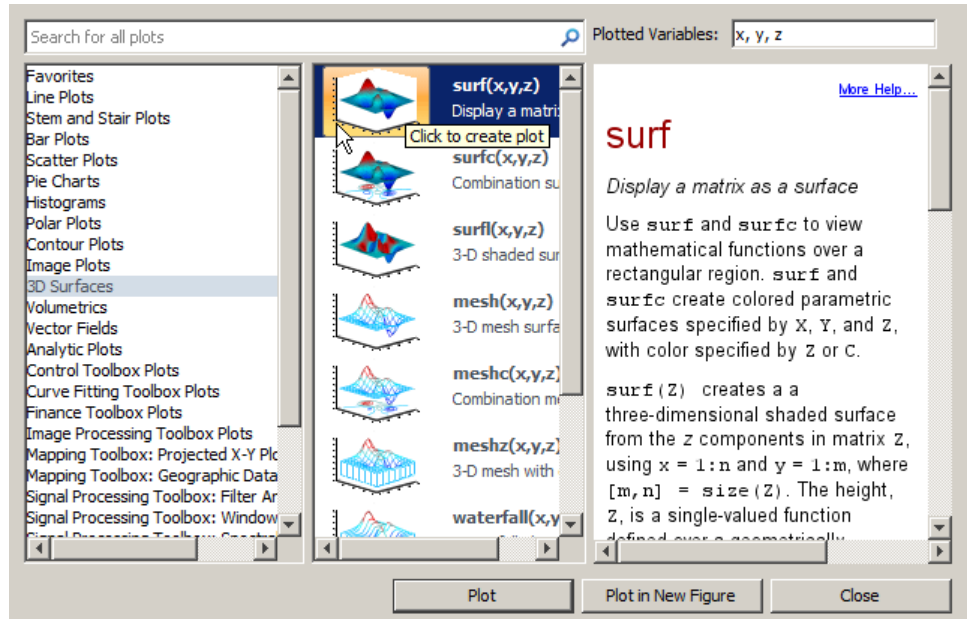 Search for all plots
Plotted Variables: x, y, z
Favorites
Line Plots
Stem and Stair Plots
Bar Plots
Scatter Plots
Pie Charts
Histograms
Polar Plots
Contour Plots
Image Plots
3D Surfaces
Volumetrics
Vector Fields
Analytic Plots
Control Toolbox Plots
Curve Fitting Toolbox Plots
Finance Toolbox Plots
Image Processing Toolbox Plots
Mapping Toolbox: Projected X-Y Plo
Mapping Toolbox: Geographic Data
Signal Processing Toolbox: Filter An
Signal Processing Toolbox: Window
surf(x,y,z)
Display a matri
Click to create plot
surfc(x,y,z)
Combination su
surfl(x,y,z)
3-D shaded sur
mesh(x,y,z)
3-D mesh surfa
meshc(x,y,z)
Combination me
meshz(x,y,z)
3-D mesh with
waterfall(x,y
More Help...
surf
Display a matrix as a surface
Use surf and surfc to view
mathematical functions over a
rectangular region. surf and
surfc create colored parametric
surfaces specified by X, Y, and Z,
with color specified by Z or C.
surf(Z) creates a a
three-dimensional shaded surface
from the z components in matrix Z,
using x = 1:n and y = 1:m, where
[m,n] = size(Z). The height,
Z, is a single-valued function
defined over a geometrically
Plot
Plot in New Figure
Close